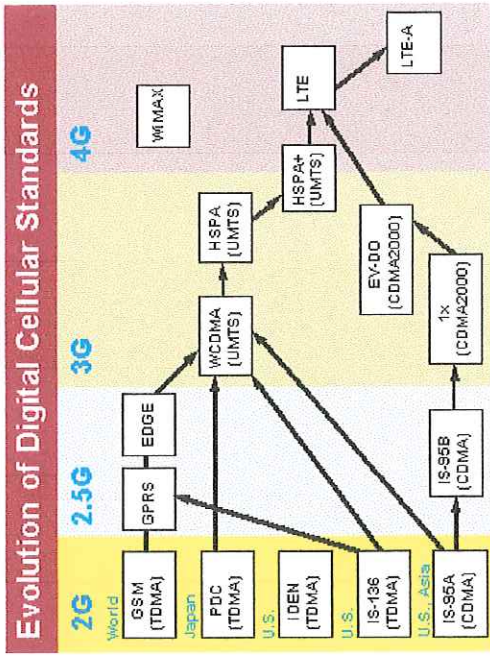 Evolution of Digital Cellular Standards
2G
2.5G
3G
4G
World
GSM
(TDMA)
GPRS
EDGE
WiMAX
Japan
PDC
(TDMA)
WCDMA
(UMTS)
HSPA
(UMTS)
U.S.
IDEN
(TDMA)
HSPA+
(UMTS)
LTE
U.S.
IS-136
(TDMA)
EV-DO
(CDMA2000)
LTE-A
U.S., Asia
IS-95A
(CDMA)
IS-95B
(CDMA)
1x
(CDMA2000)